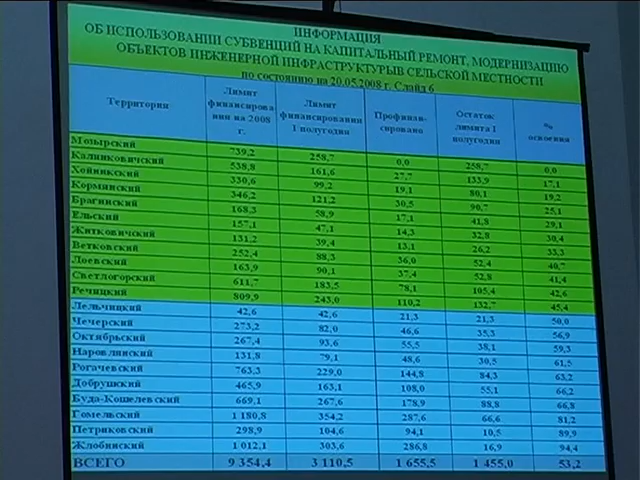 ИНФОРМАЦИЯ
ОБ ИСПОЛЬЗОВАНИИ СУБВЕНЦИЙ НА КАПИТАЛЬНЫЙ РЕМОНТ, МОДЕРНИЗАЦИЮ
ОБЪЕКТОВ ИНЖЕНЕРНОЙ ИНФРАСТРУКТУРЫВ СЕЛЬСКОЙ МЕСТНОСТИ
по состоянию на 20.05.2008 г. Слайд 6
Территория Лимит финансирова нии на 2008 г. Лимит финансировании 1 полугодии Профинан- сировано Остаток лимита 1 полугодии % освоения
Мозырский 739,2 258,7 0,0 258,7 0,0
Калинковичский 538,8 161,6 27,7 133,9 17,1
Хойникский 330,6 99,2 19,1 80,1 19,2
Кормянский 346,2 121,2 30,5 90,7 25,1
Брагинский 168,3 58,9 17,1 41,8 29,1
Ельский 157,1 47,1 14,3 32,8 30,4
Житковичский 131,2 39,4 13,1 26,2 33,3
Ветковский 252,4 88,3 36,0 52,4 40,7
Лоевский 163,9 90,1 37,4 52,8 41,4
Светлогорский 611,7 183,5 78,1 105,4 42,6
Речицкий 809,9 243,0 110,2 132,7 45,4
Лельчицкий 42,6 42,6 21,3 21,3 50,0
Чечерский 273,2 82,0 46,6 35,3 56,9
Октябрьский 267,4 93,6 55,5 38,1 59,3
Наровлянский 131,8 79,1 48,6 30,5 61,5
Рогачевский 763,3 229,0 144,8 84,3 63,2
Добрушский 465,9 163,1 108,0 55,1 66,2
Буда-Кошелевский 669,1 267,6 178,9 88,8 66,8
Гомельский 1 180,8 354,2 287,6 66,6 81,2
Петриковский 298,9 104,6 94,1 10,5 89,9
Жлобинский 1 012,1 303,6 286,8 16,9 94,4
ВСЕГО 9 354,4 3 110,5 1 655,5 1 455,0 53,2